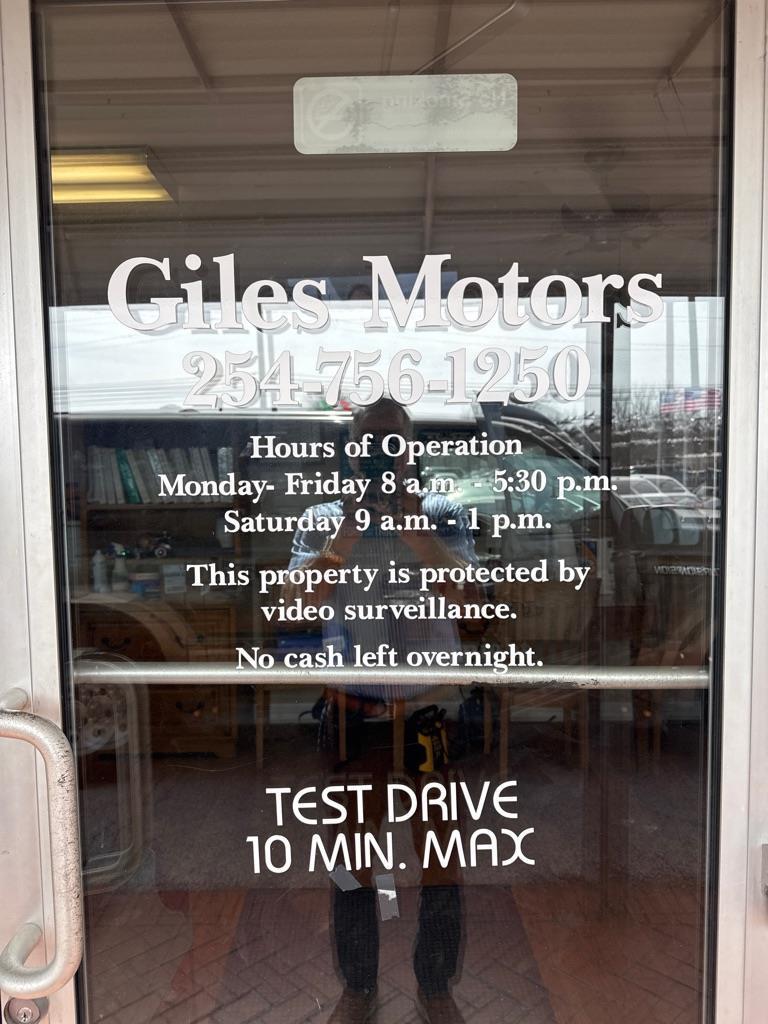 Giles Motors
254-756-1250
Hours of Operation
Monday- Friday 8 a.m. - 5:30 p.m.
Saturday 9 a.m. - 1 p.m.
This property is protected by
video surveillance.
No cash left overnight.
TEST DRIVE
10 MIN. MAX